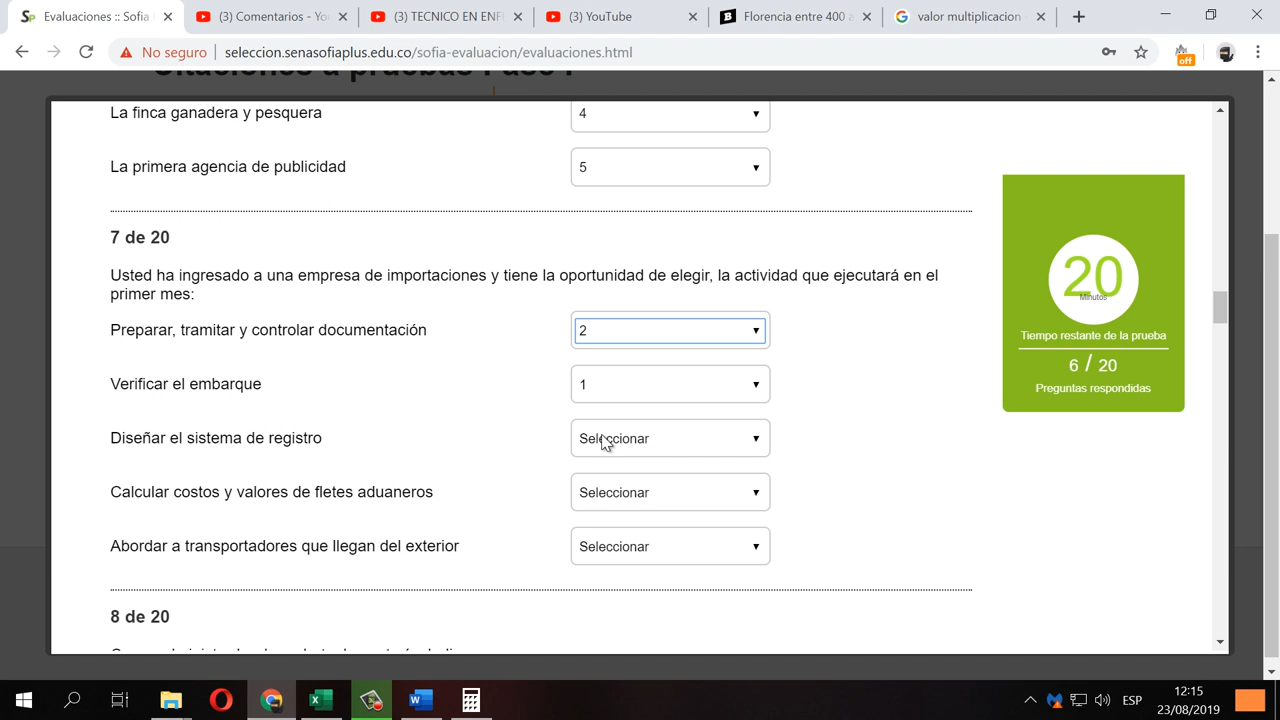 Evaluaciones :: Sofia
(3) Comentarios - Yo
(3) TECNICO EN ENF
(3) YouTube
Florencia entre 400 a
valor multiplicacion
No seguro
seleccion.senasofiaplus.edu.co/sofia-evaluacion/evaluaciones.html
off
La finca ganadera y pesquera
4
La primera agencia de publicidad
5
7 de 20
Usted ha ingresado a una empresa de importaciones y tiene la oportunidad de elegir, la actividad que ejecutará en el
primer mes:
Preparar, tramitar y controlar documentación
2
Verificar el embarque
1
Diseñar el sistema de registro
Seleccionar
Calcular costos y valores de fletes aduaneros
Seleccionar
Abordar a transportadores que llegan del exterior
Seleccionar
8 de 20
20
Minutos
Tiempo restante de la prueba
6 / 20
Preguntas respondidas
ESP
12:15
23/08/2019